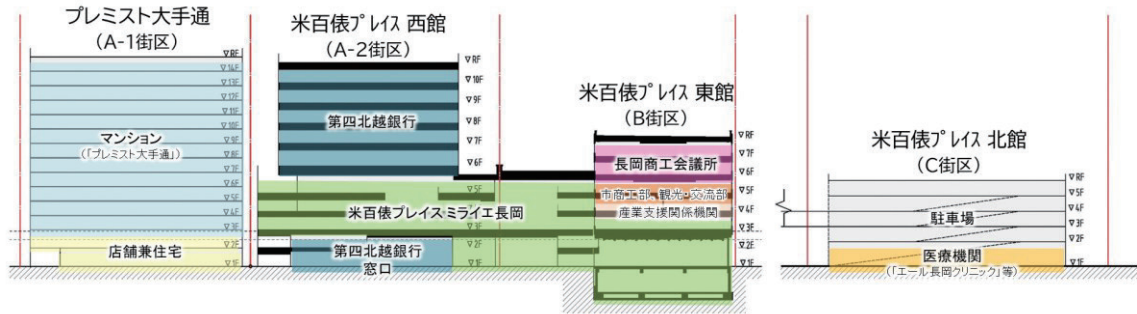 プレミスト大手通
(A-1街区)
▽RF
▽14F
▽13F
▽12F
▽11F
▽10F
▽9F
▽8F
▽7F
▽6F
▽5F
▽4F
▽3F
▽2F
▽1F
マンション
(「プレミスト大手通」)
店舗兼住宅
米百俵プレイス 西館
(A-2街区)
▽RF
▽10F
▽9F
▽8F
▽7F
▽6F
▽5F
▽4F
▽3F
▽2F
▽1F
第四北越銀行
米百俵プレイス ミライエ長岡
第四北越銀行
窓口
米百俵プレイス 東館
(B街区)
▽RF
▽7F
▽6F
▽5F
▽4F
▽3F
▽2F
▽1F
長岡商工会議所
市商工部、観光・交流部
産業支援関係機関
米百俵プレイス 北館
(C街区)
▽RF
▽5F
▽4F
▽3F
▽2F
▽1F
駐車場
医療機関
(「エール長岡クリニック」等)